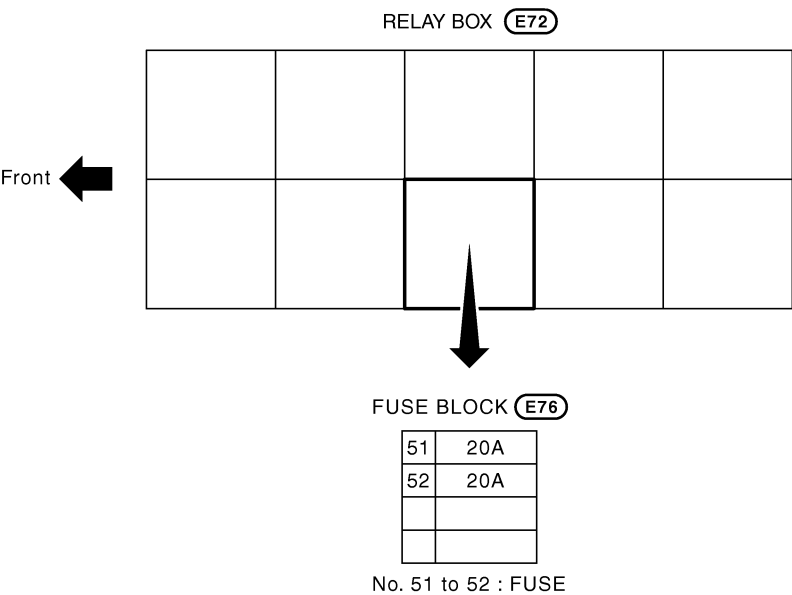 RELAY BOX E72
Front
FUSE BLOCK E76
51 20A
52 20A
No. 51 to 52 : FUSE